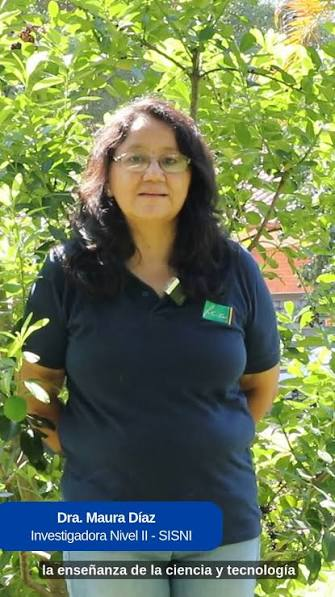 Dra. Maura Díaz
Investigadora Nivel II - SISNI
la enseñanza de la ciencia y tecnología